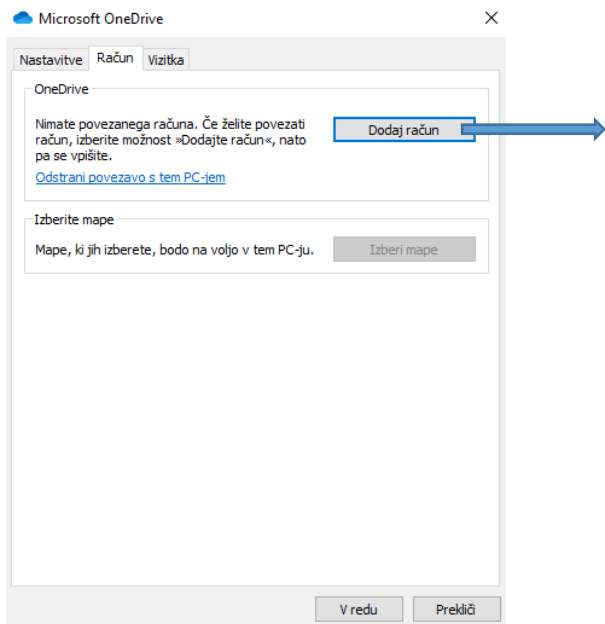 Microsoft OneDrive
Nastavitve Račun Vizitka
OneDrive
Nimate povezanega računa. Če želite povezati
račun, izberite možnost »Dodajte račun«, nato
pa se vpišite.
Dodaj račun
Odstrani povezavo s tem PC-jem
Izberite mape
Mape, ki jih izberete, bodo na voljo v tem PC-ju.
Izberi mape
V redu Prekliči